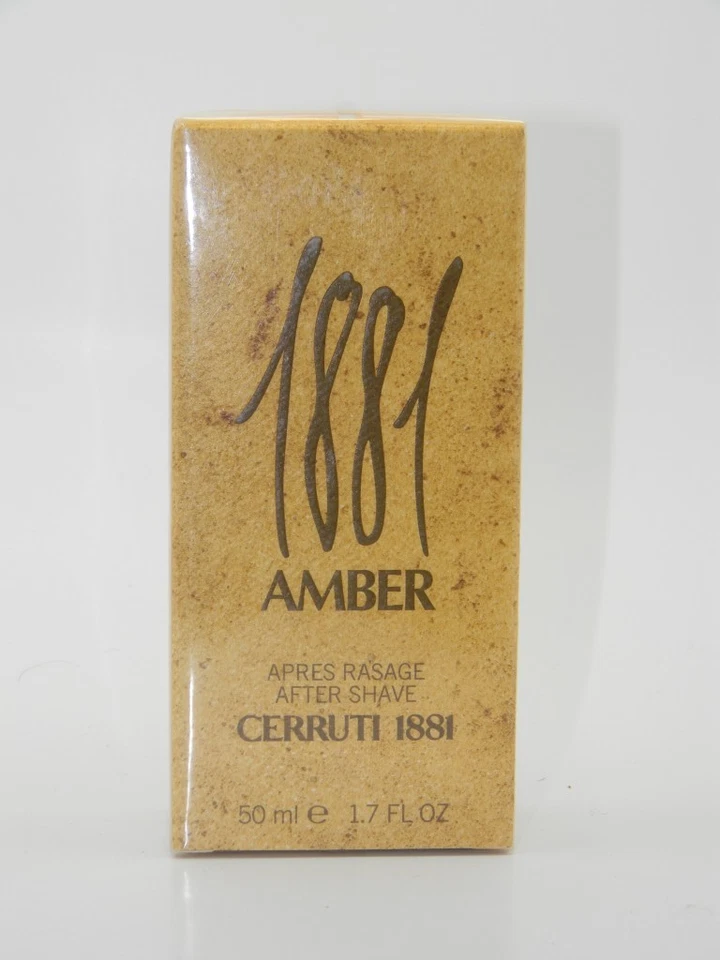 1881
AMBER
APRES RASAGE
AFTER SHAVE
CERRUTI 1881
50 ml e 1.7 FL OZ